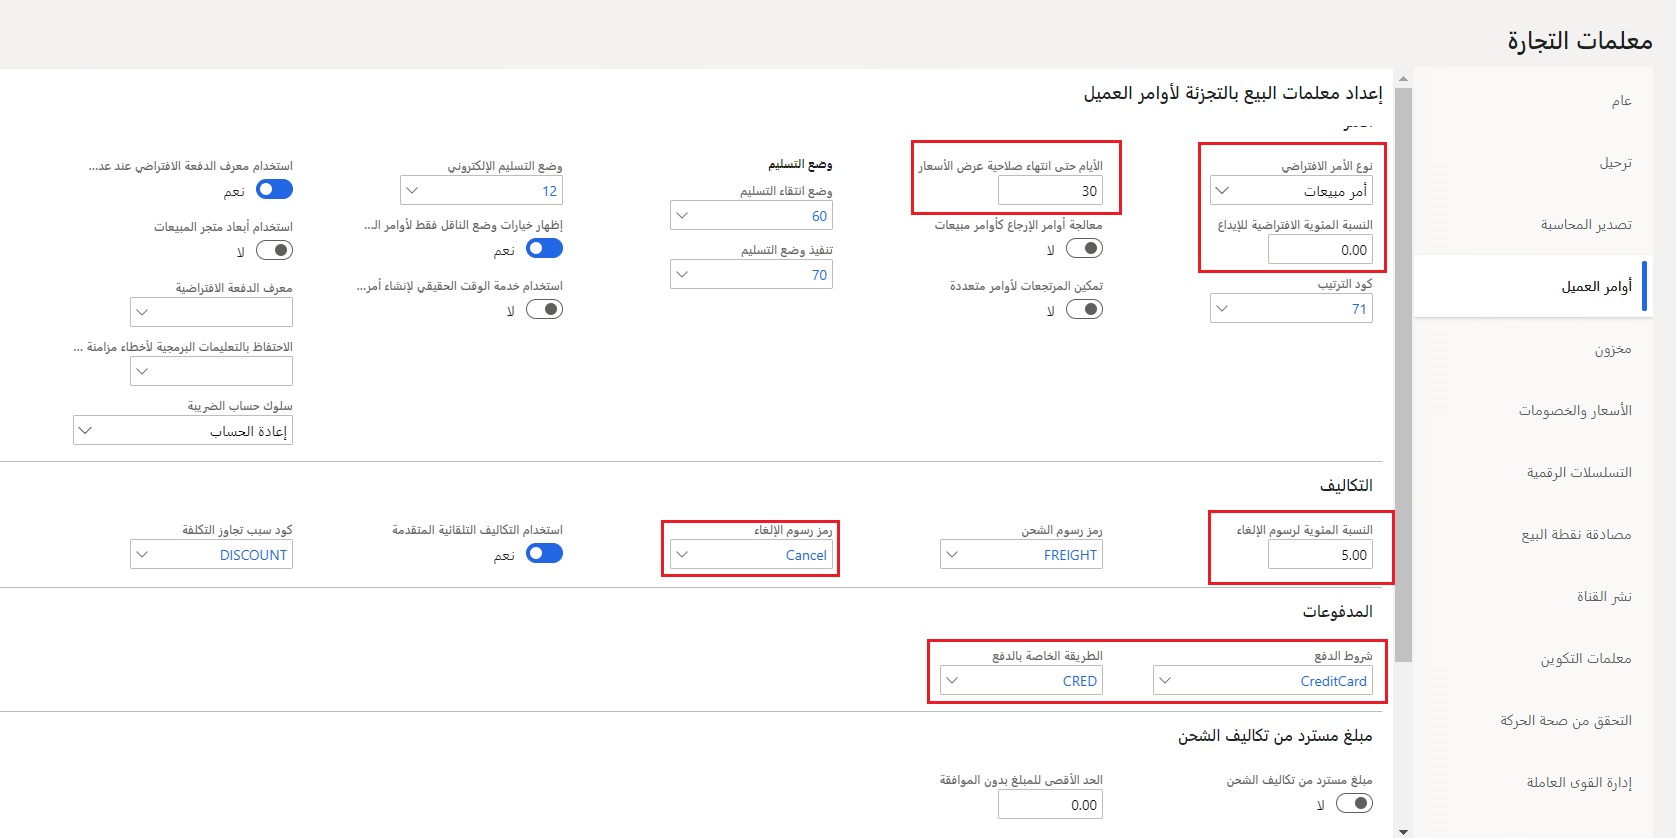 معلمات التجارة
عام
ترحيل
تصدير المحاسبة
أوامر العميل
مخزون
الأسعار والخصومات
التسلسلات الرقمية
مصادقة نقطة البيع
نشر القناة
معلمات التكوين
التحقق من صحة الحركة
إدارة القوى العاملة
إعداد معلمات البيع بالتجزئة لأوامر العميل
نوع الأمر الافتراضي
أمر مبيعات
النسبة المئوية الافتراضية للإيداع
0.00
كود الترتيب
71
الأيام حتى انتهاء صلاحية عرض الأسعار
30
معالجة أوامر الإرجاع كأوامر مبيعات
لا
تمكين المرتجعات لأوامر متعددة
لا
وضع التسليم
وضع انتقاء التسليم
60
تنفيذ وضع التسليم
70
وضع التسليم الإلكتروني
12
إظهار خيارات وضع الناقل فقط لأوامر الـ...
نعم
استخدام خدمة الوقت الحقيقي لإنشاء أمر...
لا
استخدام معرف الدفعة الافتراضي عند عد...
نعم
استخدام أبعاد متجر المبيعات
لا
معرف الدفعة الافتراضية
الاحتفاظ بالتعليمات البرمجية لأخطاء مزامنة ...
سلوك حساب الضريبة
إعادة الحساب
التكاليف
النسبة المئوية لرسوم الإلغاء
5.00
رمز رسوم الشحن
FREIGHT
رمز رسوم الإلغاء
Cancel
استخدام التكاليف التلقائية المتقدمة
نعم
كود سبب تجاوز التكلفة
DISCOUNT
المدفوعات
شروط الدفع
CreditCard
الطريقة الخاصة بالدفع
CRED
مبلغ مسترد من تكاليف الشحن
مبلغ مسترد من تكاليف الشحن
لا
الحد الأقصى للمبلغ بدون الموافقة
0.00